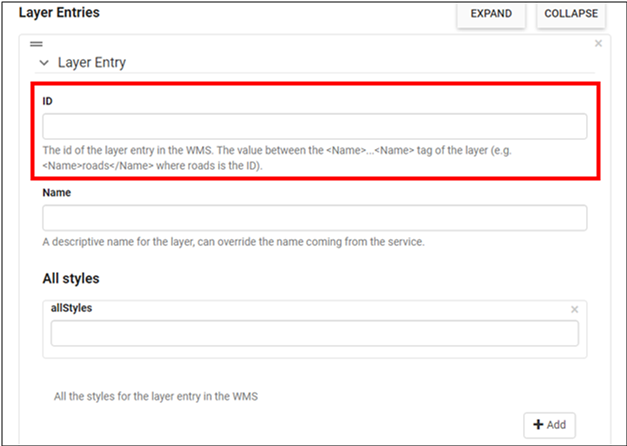 Layer Entries
EXPAND
COLLAPSE
Layer Entry
ID
The id of the layer entry in the WMS. The value between the <Name>...<Name> tag of the layer (e.g.
<Name>roads</Name> where roads is the ID).
Name
A descriptive name for the layer, can override the name coming from the service.
All styles
allStyles
All the styles for the layer entry in the WMS
+ Add